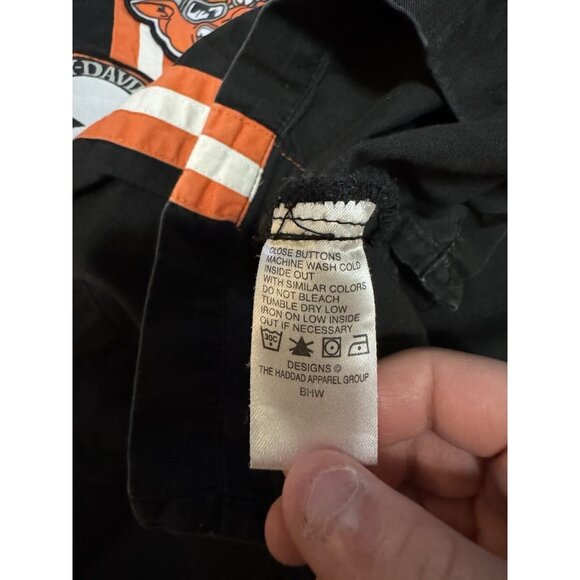 -DAVI
CLOSE BUTTONS
MACHINE WASH COLD
INSIDE OUT
WITH SIMILAR COLORS
DO NOT BLEACH
TUMBLE DRY LOW
IRON ON LOW INSIDE
OUT IF NECESSARY
30C
DESIGNS ©
THE HADDAD APPAREL GROUP
BHW